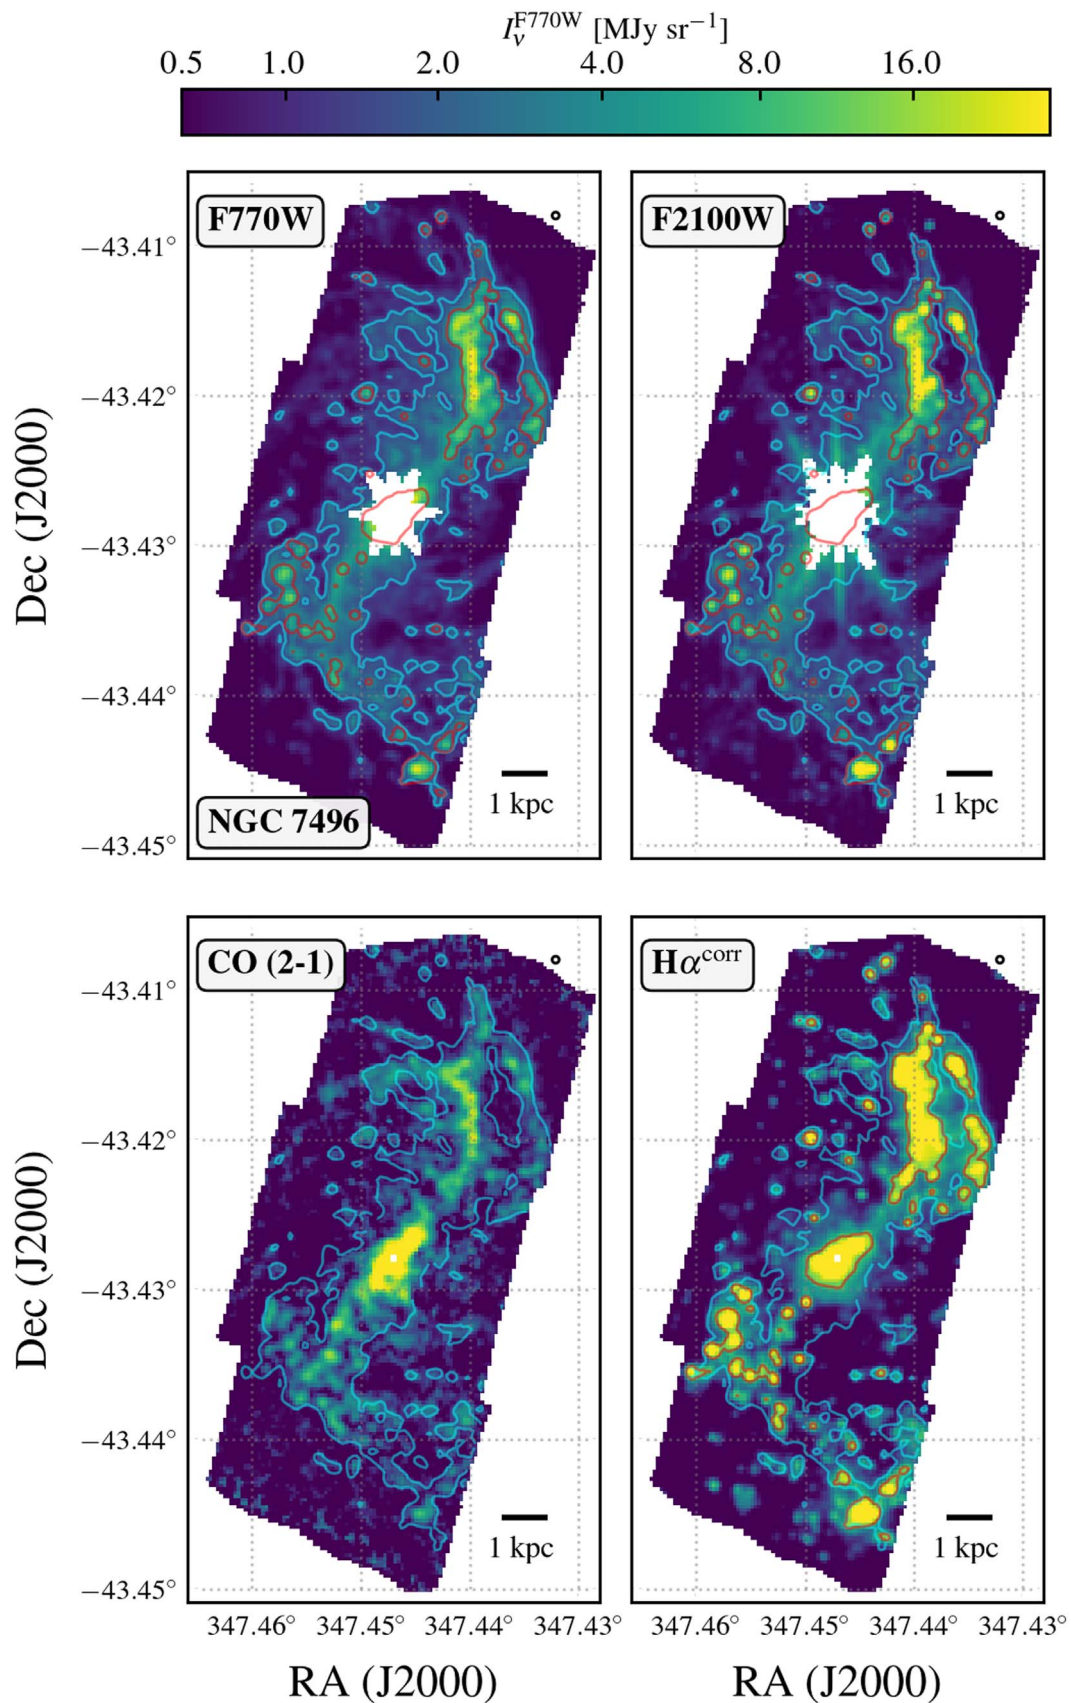 I_ν^F770W [MJy sr⁻¹]
0.5 1.0 2.0 4.0 8.0 16.0
F770W
F2100W
−43.41°
−43.42°
−43.43°
−43.44°
−43.45°
Dec (J2000)
1 kpc
1 kpc
NGC 7496
CO (2-1)
Hα^corr
−43.41°
−43.42°
−43.43°
−43.44°
−43.45°
Dec (J2000)
1 kpc
1 kpc
347.46° 347.45° 347.44° 347.43° 347.46° 347.45° 347.44° 347.43°
RA (J2000) RA (J2000)